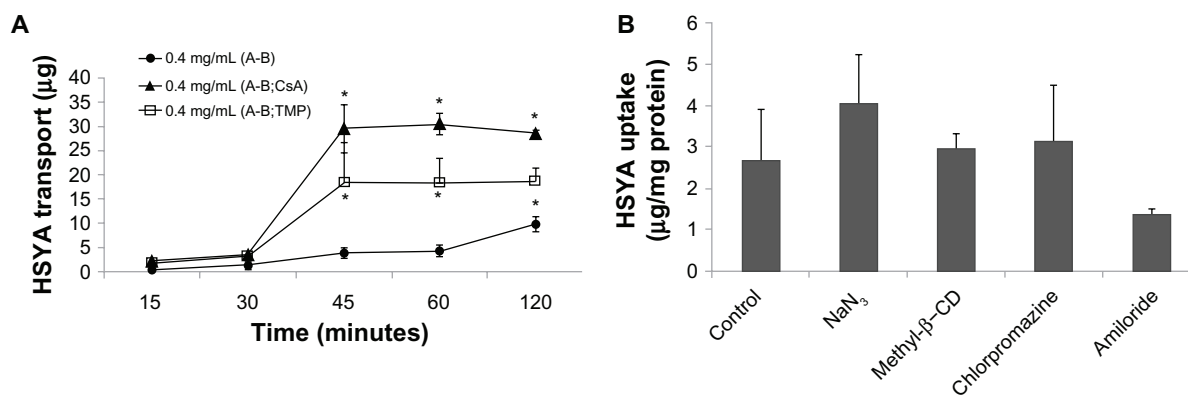 A
0.4 mg/mL (A-B)
0.4 mg/mL (A-B;CsA)
0.4 mg/mL (A-B;TMP)
HSYA transport (μg)
40
35
30
25
20
15
10
5
0
* * *
* * *
15 30 45 60 120
Time (minutes)
B
HSYA uptake
(μg/mg protein)
6
5
4
3
2
1
0
Control
NaN₃
Methyl-β−CD
Chlorpromazine
Amiloride